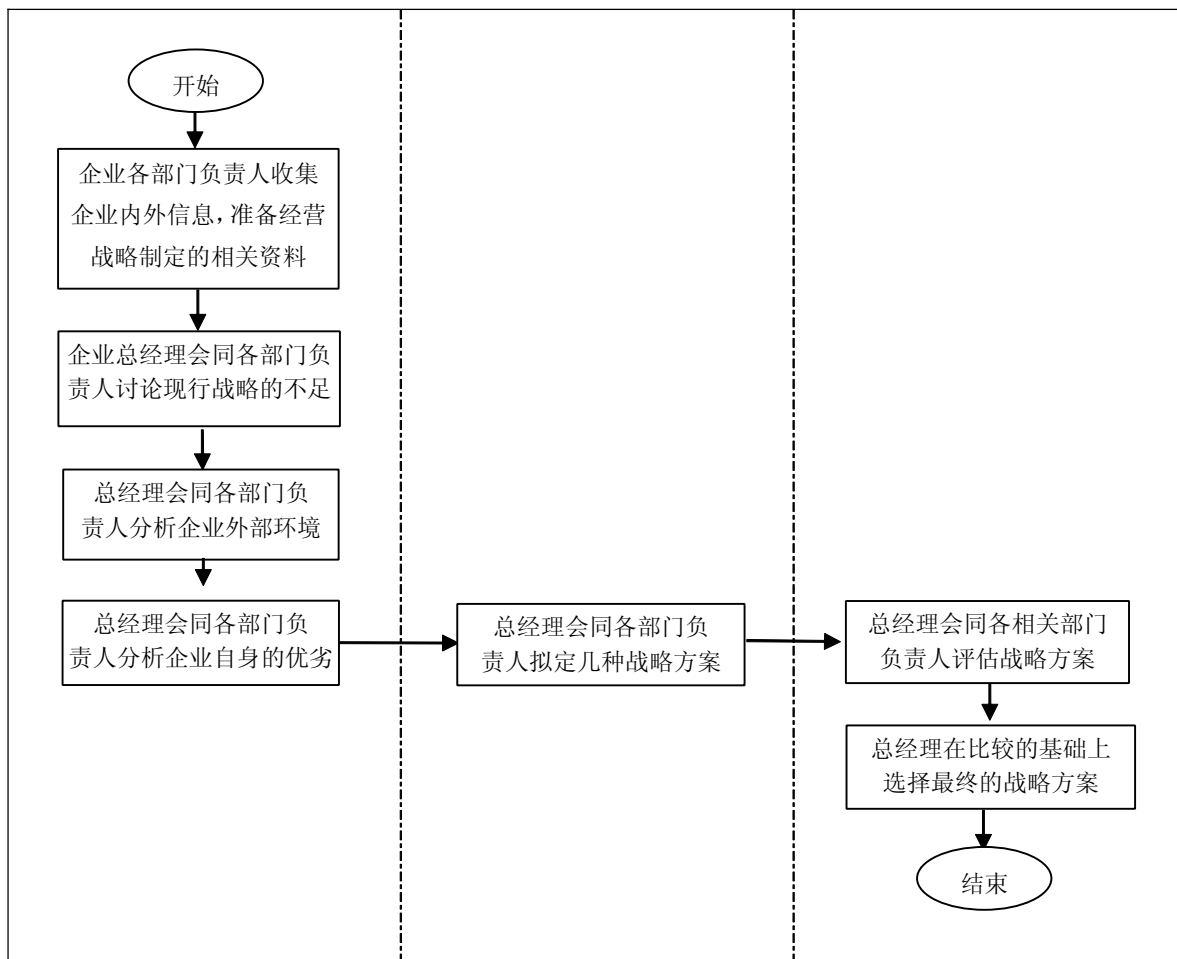 开始
企业各部门负责人收集
企业内外信息，准备经营
战略制定的相关资料
企业总经理会同各部门负
责人讨论现行战略的不足
总经理会同各部门负
责人分析企业外部环境
总经理会同各部门负
责人分析企业自身的优劣
总经理会同各部门负
责人拟定几种战略方案
总经理会同各相关部门
负责人评估战略方案
总经理在比较的基础上
选择最终的战略方案
结束